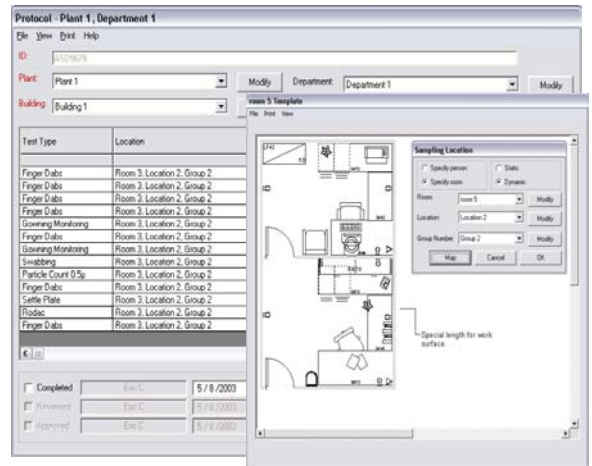 Protocol - Plant 1, Department 1
File View Print Help
ID:
Plant: Plant 1 Modify Department: Department 1 Modify
Building: Building 1
Test Type Location
Finger Dabs Room 3, Location 2, Group 2
Finger Dabs Room 3, Location 2, Group 2
Finger Dabs Room 3, Location 2, Group 2
Finger Dabs Room 3, Location 2, Group 2
Gowning Monitoring Room 3, Location 2, Group 2
Finger Dabs Room 3, Location 2, Group 2
Gowning Monitoring Room 3, Location 2, Group 2
Swabbing Room 3, Location 2, Group 2
Particle Count 0.5µ Room 3, Location 2, Group 2
Finger Dabs Room 3, Location 2, Group 2
Settle Plate Room 3, Location 2, Group 2
Rodac Room 3, Location 2, Group 2
Finger Dabs Room 3, Location 2, Group 2
Completed Eric C 5/8/2003
Reviewed Eric C 5/8/2003
Approved Eric C 5/8/2003
room 5 Template
File Print View
Sampling Location
Specify person Static
Specify room Dynamic
Room: room 5 Modify
Location: Location 2 Modify
Group Number Group 2 Modify
Map Cancel OK
Special length for work
surface